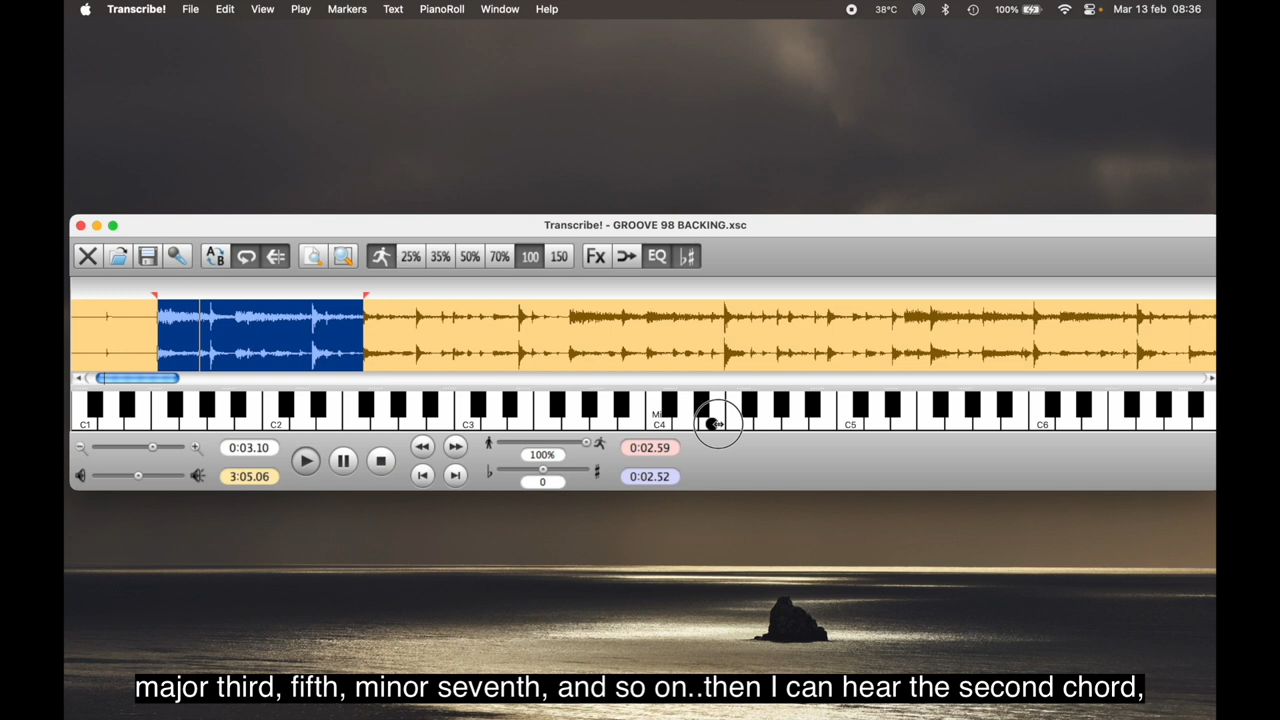 Transcribe! File Edit View Play Markers Text PianoRoll Window Help 38°C 100% Mar 13 feb 08:36
Transcribe! - GROOVE 98 BACKING.xsc
A B 25% 35% 50% 70% 100 150 Fx EQ ♭♯
Mi
C1 C2 C3 C4 C5 C6
0:03.10 100% 0:02.59
3:05.06 ♭ 0 ♯ 0:02.52
major third, fifth, minor seventh, and so on..then I can hear the second chord,